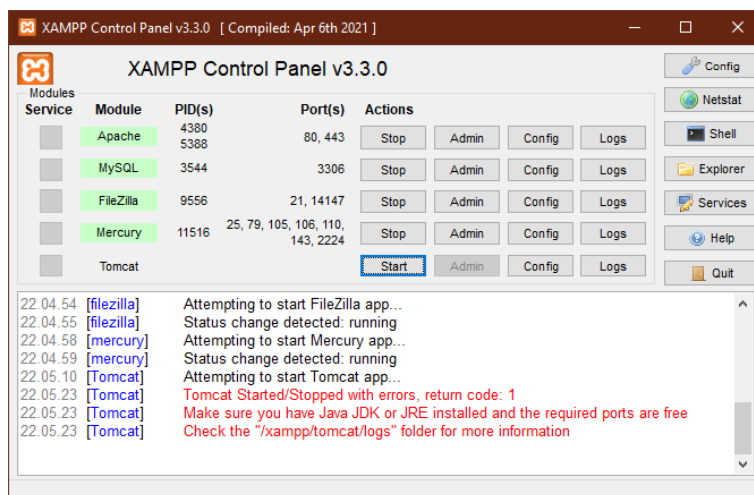 XAMPP Control Panel v3.3.0 [ Compiled: Apr 6th 2021 ]
XAMPP Control Panel v3.3.0
Config
Modules
Service Module PID(s) Port(s) Actions
Netstat
Apache 4380 5388 80, 443 Stop Admin Config Logs
Shell
MySQL 3544 3306 Stop Admin Config Logs
Explorer
FileZilla 9556 21, 14147 Stop Admin Config Logs
Services
Mercury 11516 25, 79, 105, 106, 110, 143, 2224 Stop Admin Config Logs
Help
Tomcat Start Admin Config Logs
Quit
22.04.54 [filezilla] Attempting to start FileZilla app...
22.04.55 [filezilla] Status change detected: running
22.04.58 [mercury] Attempting to start Mercury app...
22.04.59 [mercury] Status change detected: running
22.05.10 [Tomcat] Attempting to start Tomcat app...
22.05.23 [Tomcat] Tomcat Started/Stopped with errors, return code: 1
22.05.23 [Tomcat] Make sure you have Java JDK or JRE installed and the required ports are free
22.05.23 [Tomcat] Check the "/xampp/tomcat/logs" folder for more information